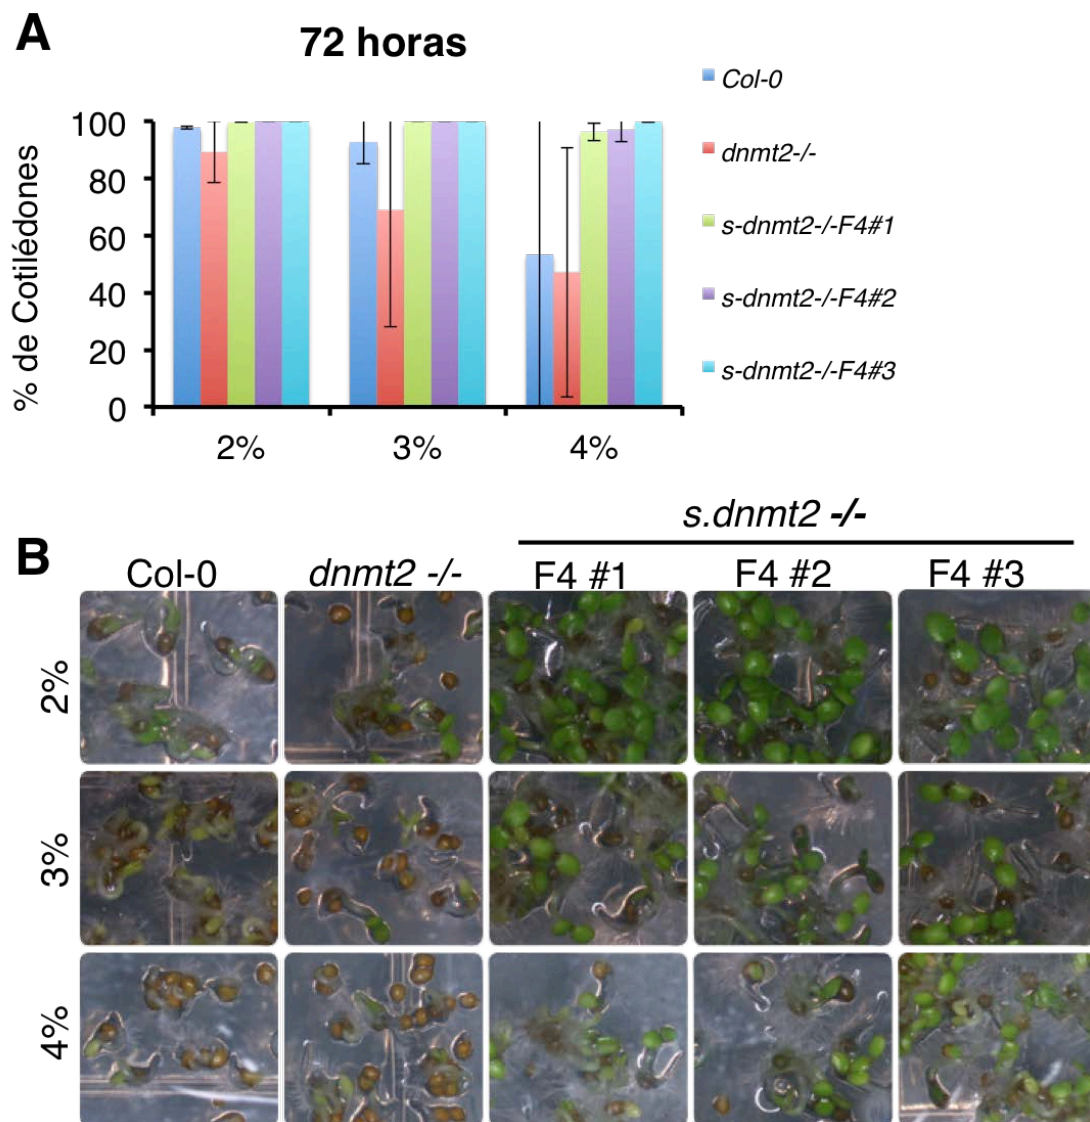 A
72 horas
% de Cotilédones
100
80
60
40
20
0
2%
3%
4%
Col-0
dnmt2-/-
s-dnmt2-/-F4#1
s-dnmt2-/-F4#2
s-dnmt2-/-F4#3
B
s.dnmt2 -/-
Col-0 dnmt2 -/- F4 #1 F4 #2 F4 #3
2%
3%
4%